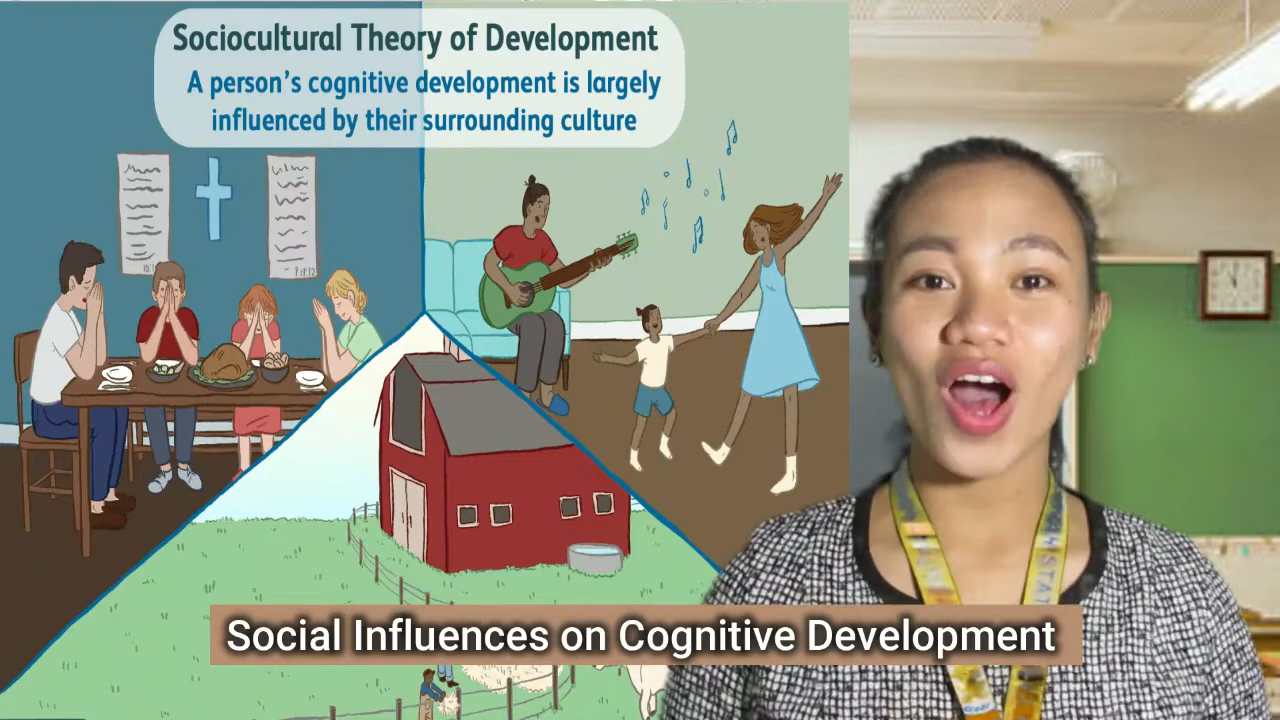 Sociocultural Theory of Development
A person's cognitive development is largely
influenced by their surrounding culture
Social Influences on Cognitive Development